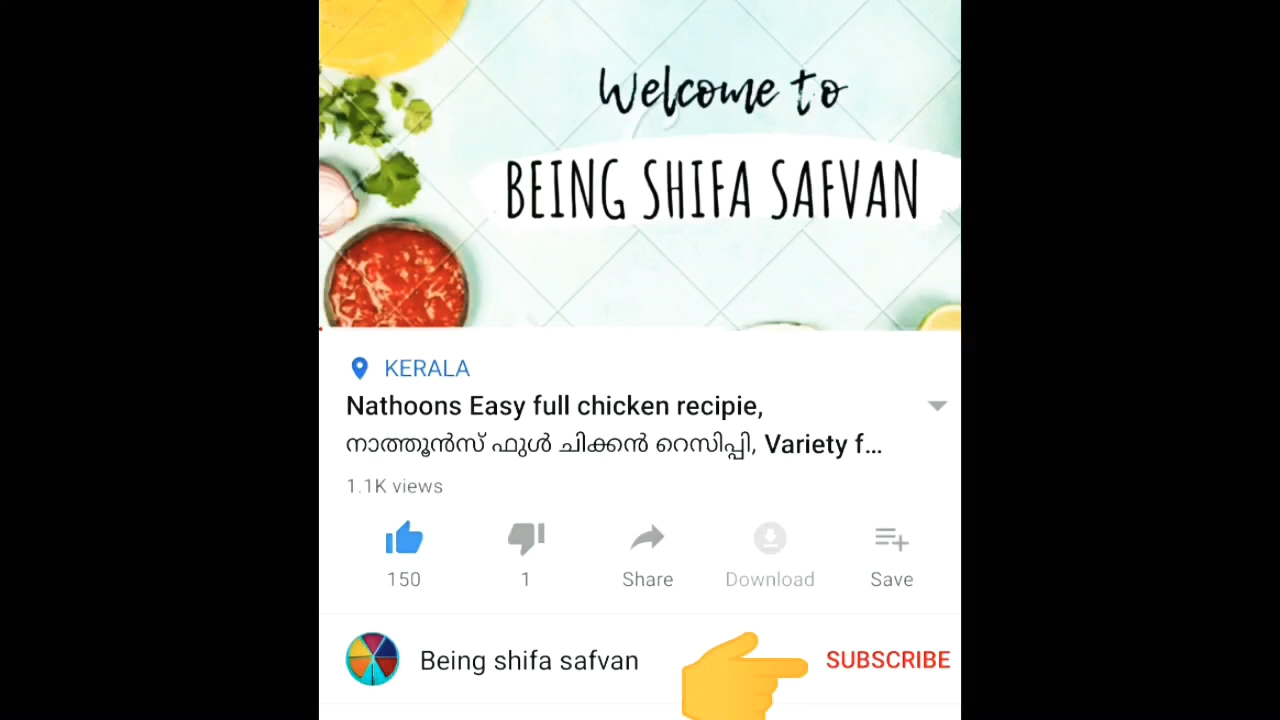 Welcome to
BEING SHIFA SAFVAN
KERALA
Nathoons Easy full chicken recipie,
നാത്തൂൻസ് ഫുൾ ചിക്കൻ റെസിപ്പി, Variety f...
1.1K views
150
1
Share
Download
Save
Being shifa safvan
SUBSCRIBE